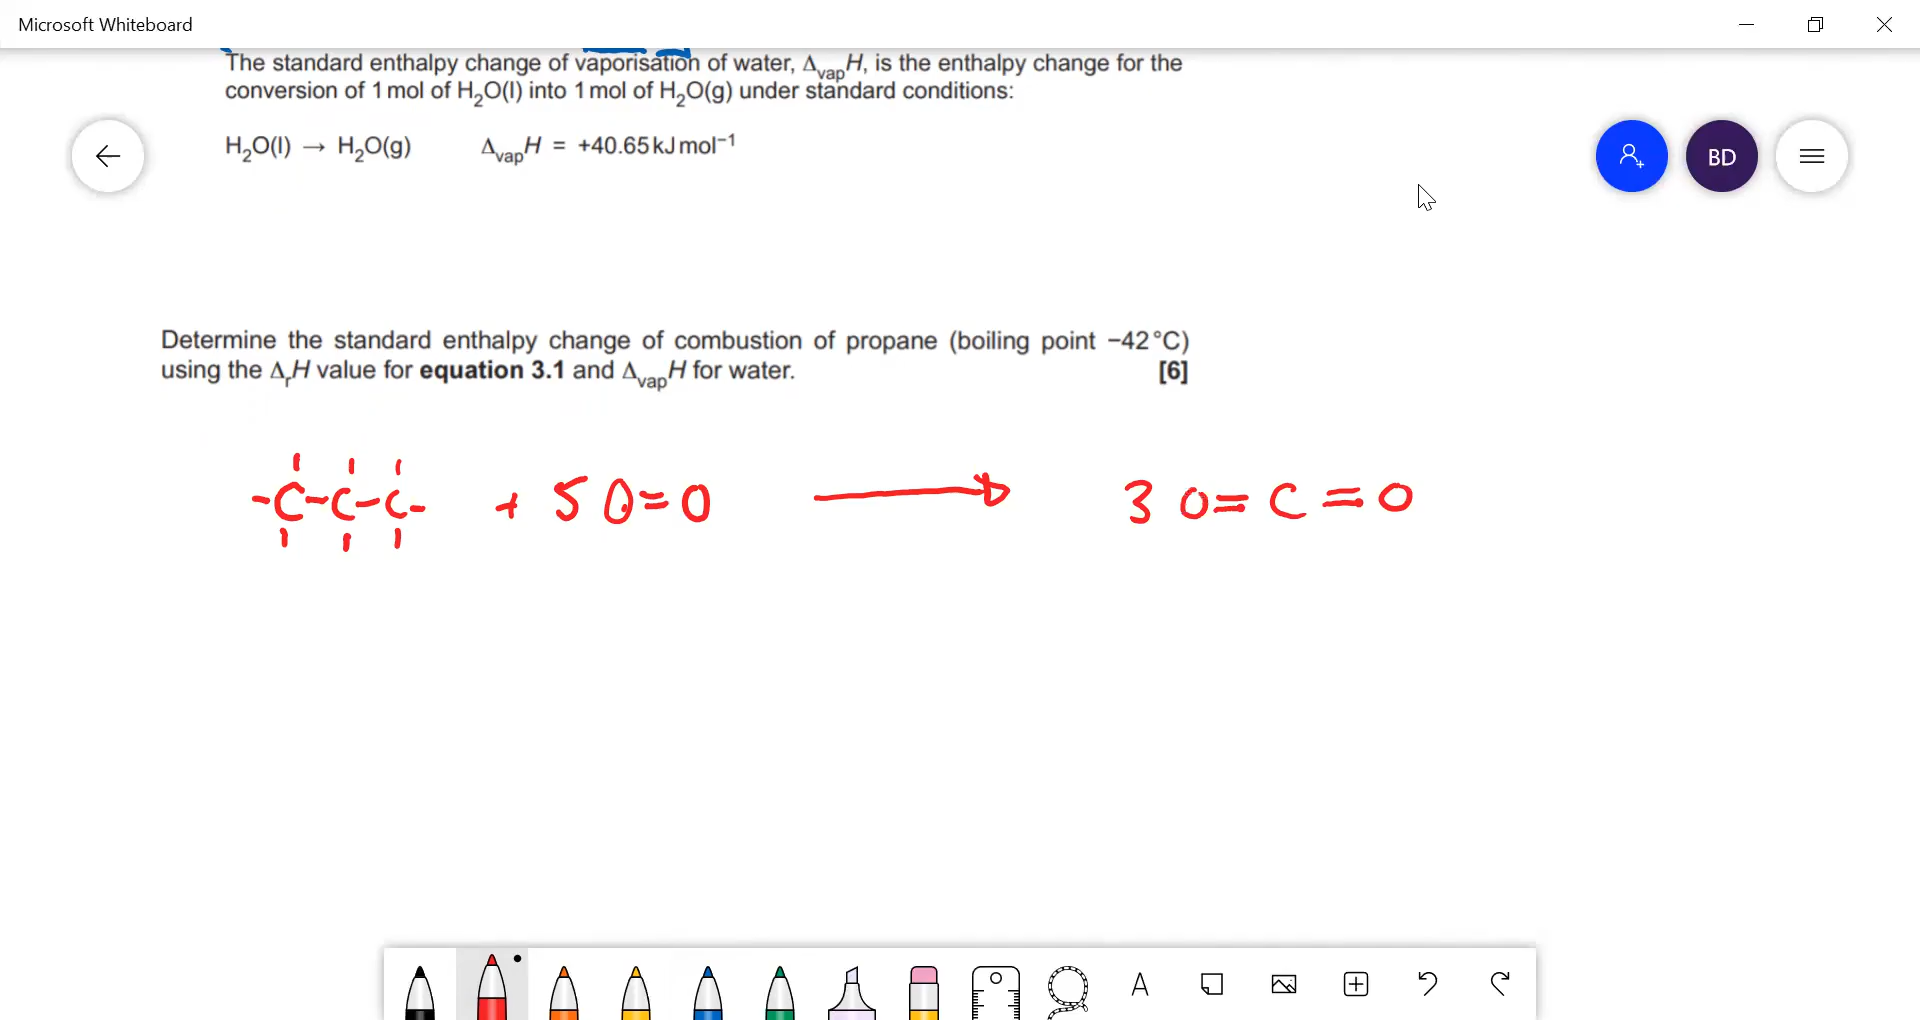 Microsoft Whiteboard
The standard enthalpy change of vaporisation of water, ΔvapH, is the enthalpy change for the
conversion of 1 mol of H₂O(l) into 1 mol of H₂O(g) under standard conditions:
H₂O(l) → H₂O(g) ΔvapH = +40.65 kJ mol⁻¹
BD
Determine the standard enthalpy change of combustion of propane (boiling point −42 °C)
using the ΔrH value for equation 3.1 and ΔvapH for water. [6]
-C-C-C- + 5 O=O → 3 O=C=O
A